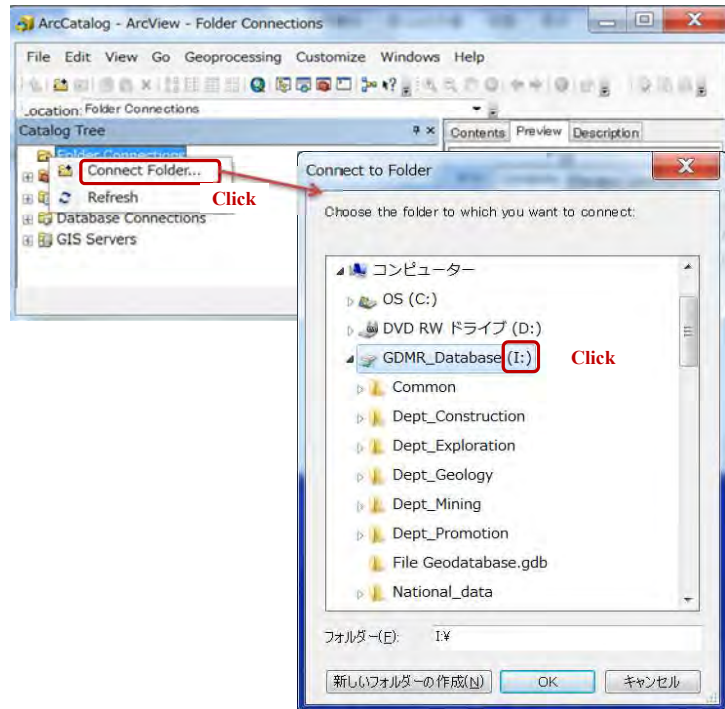 ArcCatalog - ArcView - Folder Connections
File Edit View Go Geoprocessing Customize Windows Help
Location: Folder Connections
Catalog Tree
Contents Preview Description
Folder Connections
Connect Folder...
Refresh
Click
Database Connections
GIS Servers
Connect to Folder
Choose the folder to which you want to connect:
コンピューター
OS (C:)
DVD RW ドライブ (D:)
GDMR_Database (I:)
Click
Common
Dept_Construction
Dept_Exploration
Dept_Geology
Dept_Mining
Dept_Promotion
File Geodatabase.gdb
National_data
フォルダー(F): I:¥
新しいフォルダーの作成(N) OK キャンセル